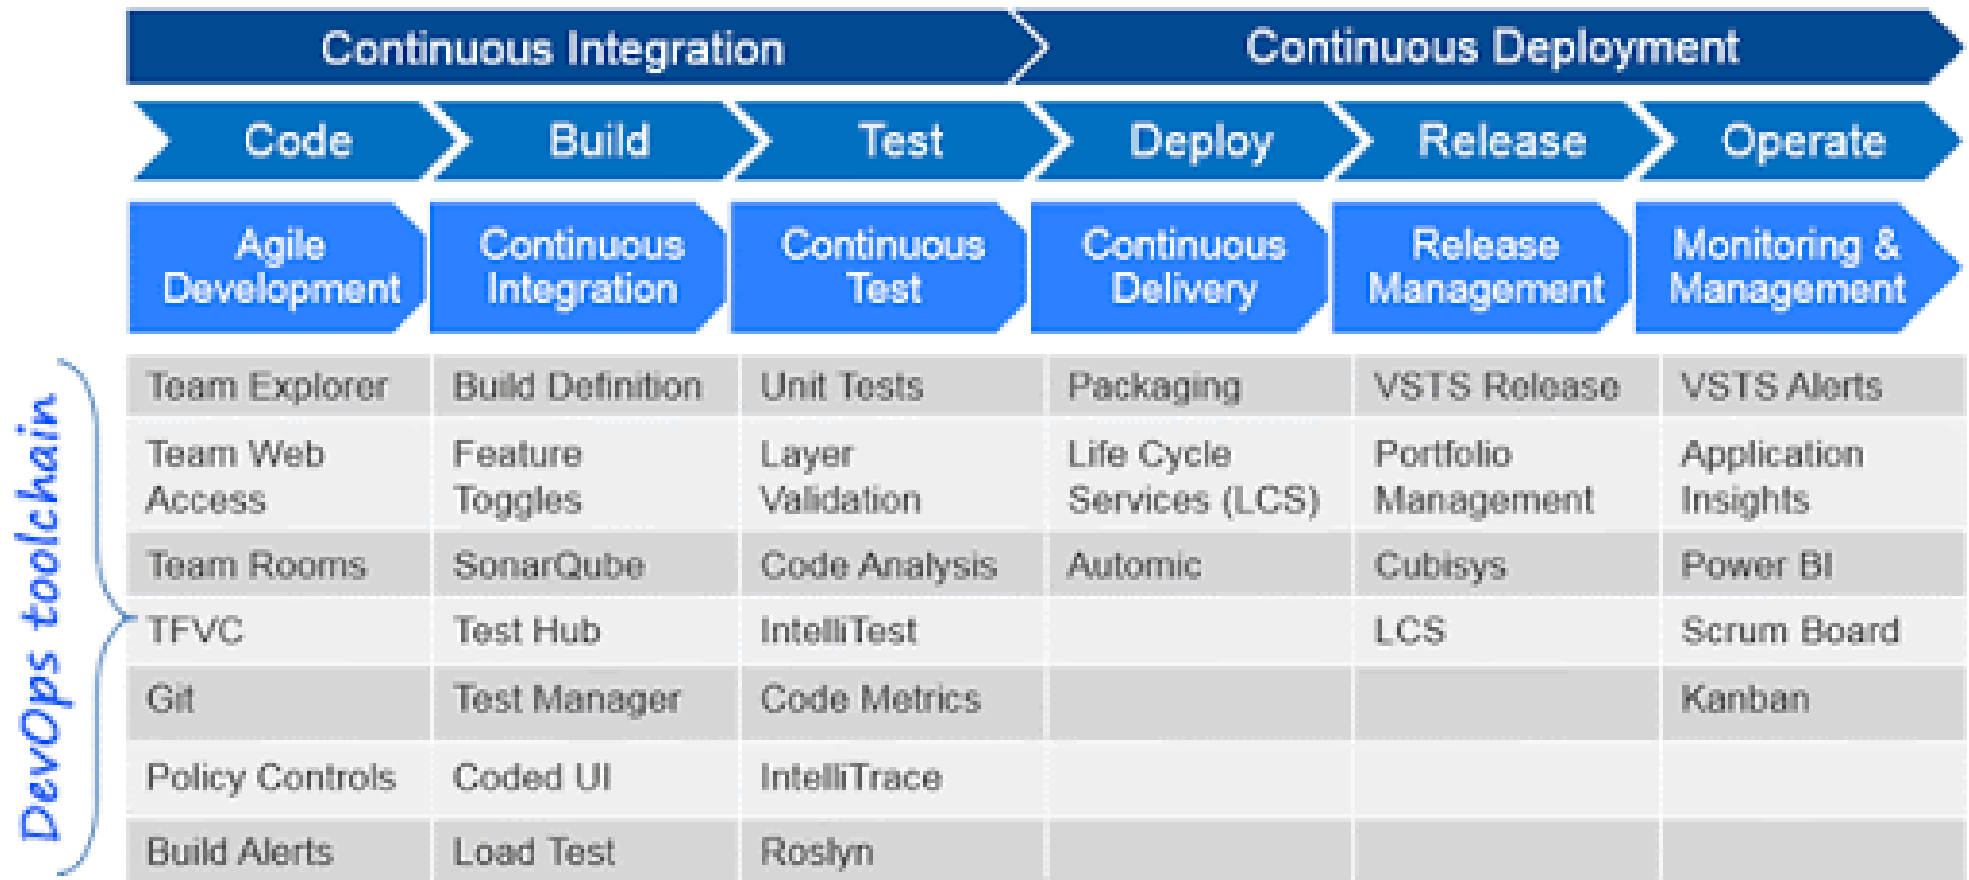 Continuous Integration
Continuous Deployment
Code
Build
Test
Deploy
Release
Operate
Agile
Development
Continuous
Integration
Continuous
Test
Continuous
Delivery
Release
Management
Monitoring &
Management
DevOps toolchain
Team Explorer
Build Definition
Unit Tests
Packaging
VSTS Release
VSTS Alerts
Team Web
Access
Feature
Toggles
Layer
Validation
Life Cycle
Services (LCS)
Portfolio
Management
Application
Insights
Team Rooms
SonarQube
Code Analysis
Automic
Cubisys
Power BI
TFVC
Test Hub
IntelliTest
LCS
Scrum Board
Git
Test Manager
Code Metrics
Kanban
Policy Controls
Coded UI
IntelliTrace
Build Alerts
Load Test
Roslyn